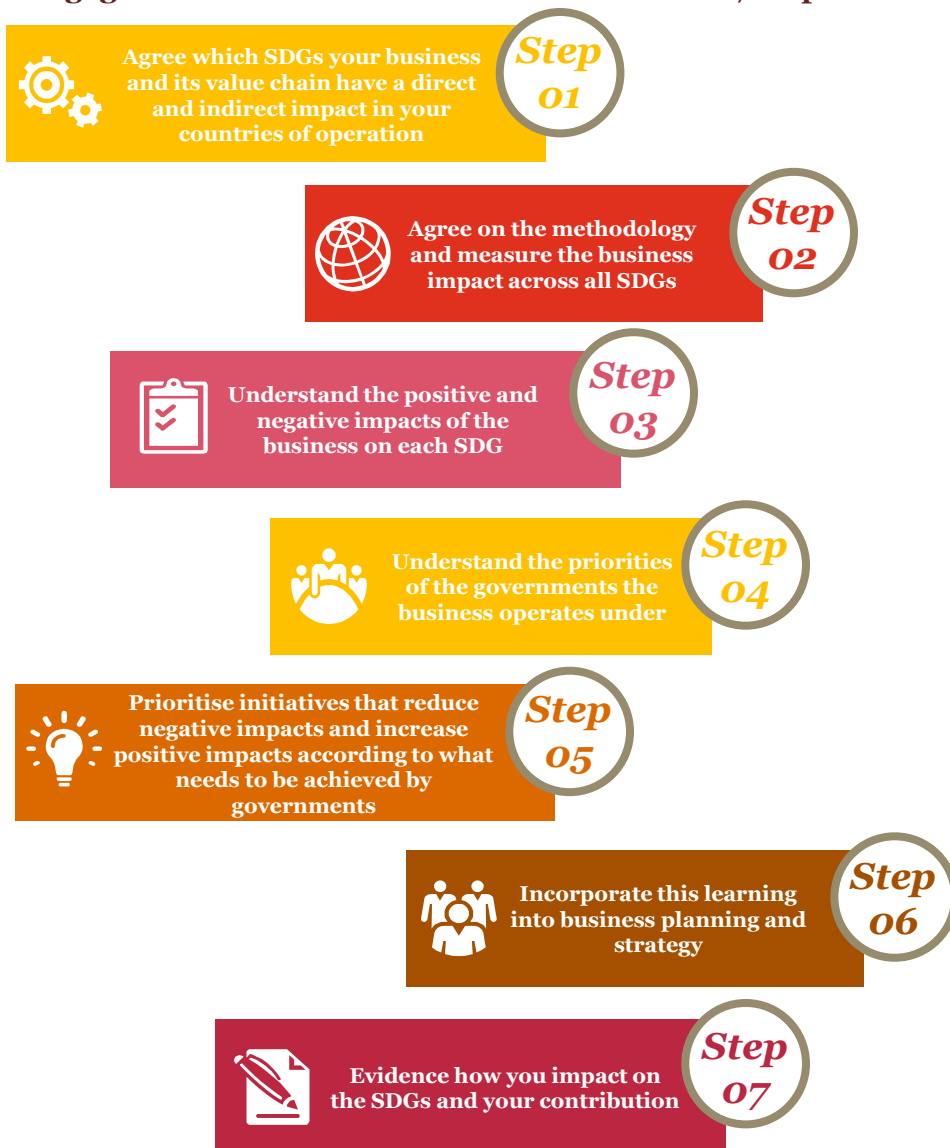 Agree which SDGs your business
and its value chain have a direct
and indirect impact in your
countries of operation
Step
01
Agree on the methodology
and measure the business
impact across all SDGs
Step
02
Understand the positive and
negative impacts of the
business on each SDG
Step
03
Understand the priorities
of the governments the
business operates under
Step
04
Prioritise initiatives that reduce
negative impacts and increase
positive impacts according to what
needs to be achieved by
governments
Step
05
Incorporate this learning
into business planning and
strategy
Step
06
Evidence how you impact on
the SDGs and your contribution
Step
07